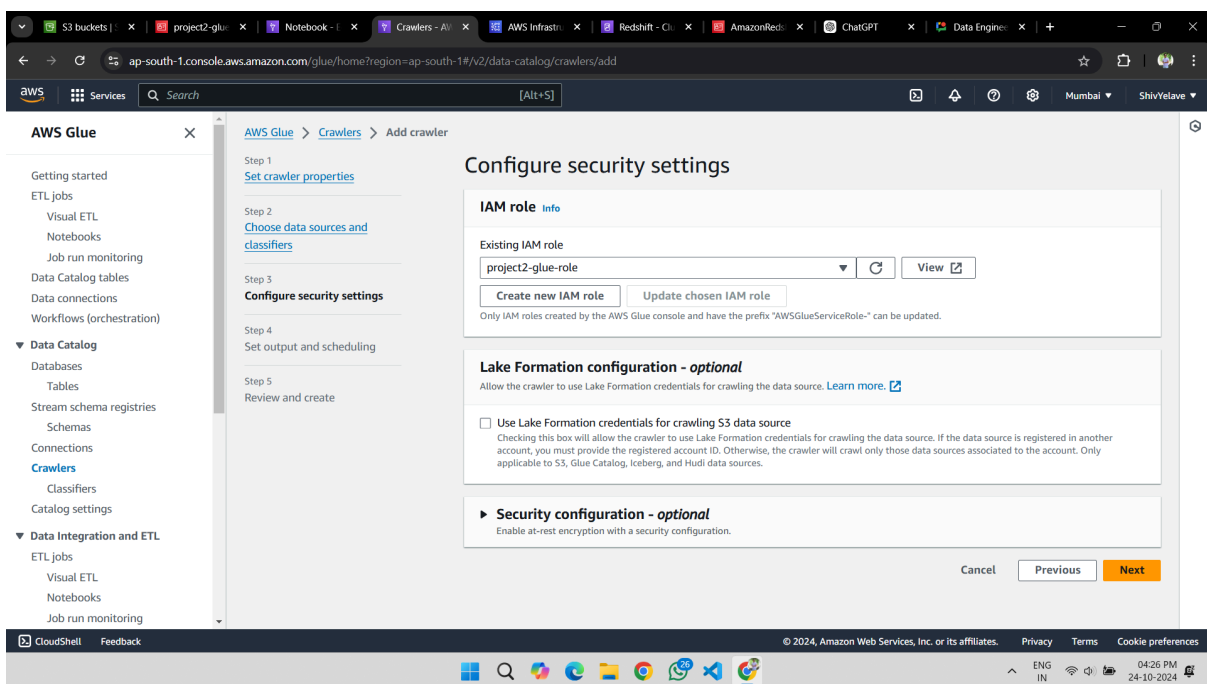 S3 buckets | S
project2-glue
Notebook - E
Crawlers - AW
AWS Infrastru
Redshift - Clu
AmazonRedsh
ChatGPT
Data Enginee
ap-south-1.console.aws.amazon.com/glue/home?region=ap-south-1#/v2/data-catalog/crawlers/add
aws
Services
Search
[Alt+S]
Mumbai
ShivYelave
AWS Glue
Getting started
ETL jobs
Visual ETL
Notebooks
Job run monitoring
Data Catalog tables
Data connections
Workflows (orchestration)
Data Catalog
Databases
Tables
Stream schema registries
Schemas
Connections
Crawlers
Classifiers
Catalog settings
Data Integration and ETL
ETL jobs
Visual ETL
Notebooks
Job run monitoring
AWS Glue > Crawlers > Add crawler
Step 1
Set crawler properties
Step 2
Choose data sources and
classifiers
Step 3
Configure security settings
Step 4
Set output and scheduling
Step 5
Review and create
Configure security settings
IAM role Info
Existing IAM role
project2-glue-role
View
Create new IAM role
Update chosen IAM role
Only IAM roles created by the AWS Glue console and have the prefix "AWSGlueServiceRole-" can be updated.
Lake Formation configuration - optional
Allow the crawler to use Lake Formation credentials for crawling the data source. Learn more.
Use Lake Formation credentials for crawling S3 data source
Checking this box will allow the crawler to use Lake Formation credentials for crawling the data source. If the data source is registered in another
account, you must provide the registered account ID. Otherwise, the crawler will crawl only those data sources associated to the account. Only
applicable to S3, Glue Catalog, Iceberg, and Hudi data sources.
Security configuration - optional
Enable at-rest encryption with a security configuration.
Cancel
Previous
Next
CloudShell
Feedback
© 2024, Amazon Web Services, Inc. or its affiliates.
Privacy
Terms
Cookie preferences
26
ENG
IN
04:26 PM
24-10-2024